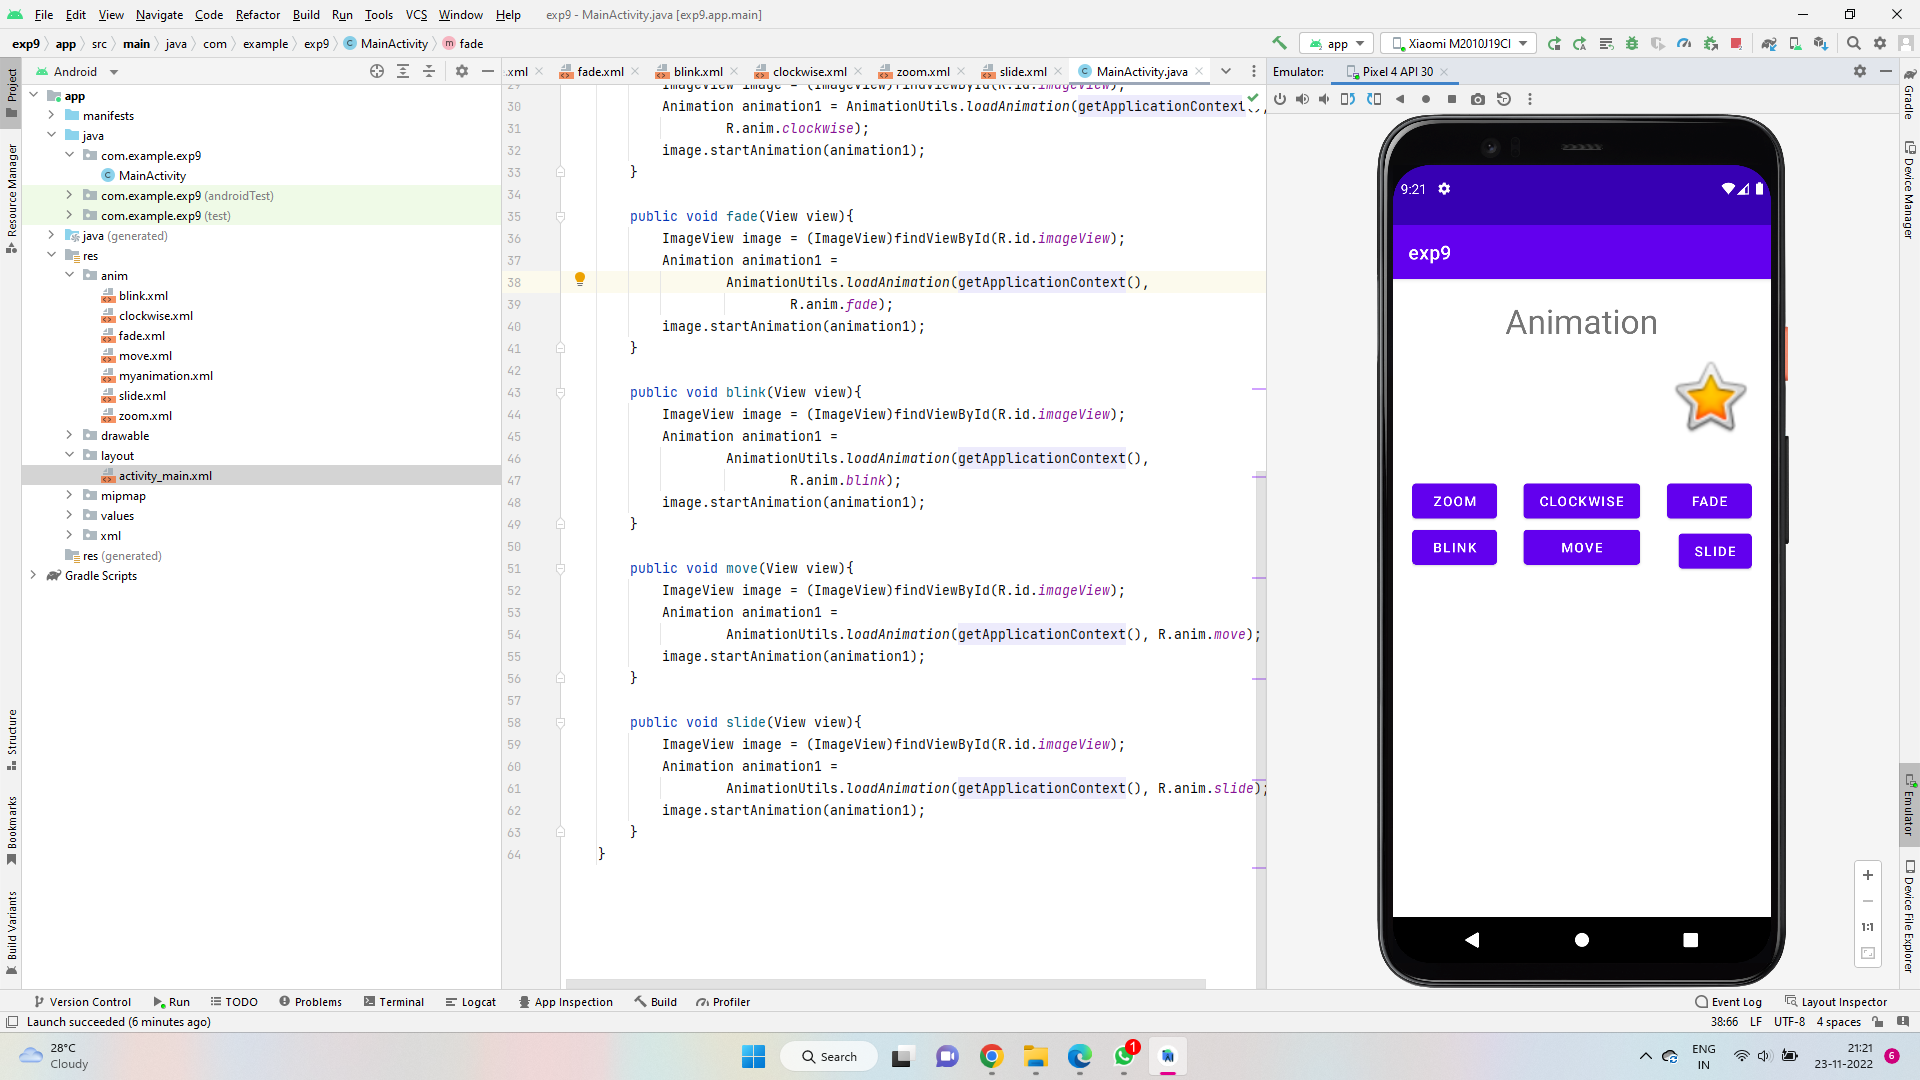 File Edit View Navigate Code Refactor Build Run Tools VCS Window Help exp9 - MainActivity.java [exp9.app.main]
exp9 app src main java com example exp9 MainActivity fade
app Xiaomi M2010J19CI
Android
.xml fade.xml blink.xml clockwise.xml zoom.xml slide.xml MainActivity.java
Emulator: Pixel 4 API 30
Project
Resource Manager
Structure
Bookmarks
Build Variants
app
manifests
java
com.example.exp9
MainActivity
com.example.exp9 (androidTest)
com.example.exp9 (test)
java (generated)
res
anim
blink.xml
clockwise.xml
fade.xml
move.xml
myanimation.xml
slide.xml
zoom.xml
drawable
layout
activity_main.xml
mipmap
values
xml
res (generated)
Gradle Scripts
29 ImageView image = (ImageView)findViewById(R.id.imageView);
30 Animation animation1 = AnimationUtils.loadAnimation(getApplicationContext(),
31 R.anim.clockwise);
32 image.startAnimation(animation1);
33 }
34
35 public void fade(View view){
36 ImageView image = (ImageView)findViewById(R.id.imageView);
37 Animation animation1 =
38 AnimationUtils.loadAnimation(getApplicationContext(),
39 R.anim.fade);
40 image.startAnimation(animation1);
41 }
42
43 public void blink(View view){
44 ImageView image = (ImageView)findViewById(R.id.imageView);
45 Animation animation1 =
46 AnimationUtils.loadAnimation(getApplicationContext(),
47 R.anim.blink);
48 image.startAnimation(animation1);
49 }
50
51 public void move(View view){
52 ImageView image = (ImageView)findViewById(R.id.imageView);
53 Animation animation1 =
54 AnimationUtils.loadAnimation(getApplicationContext(), R.anim.move);
55 image.startAnimation(animation1);
56 }
57
58 public void slide(View view){
59 ImageView image = (ImageView)findViewById(R.id.imageView);
60 Animation animation1 =
61 AnimationUtils.loadAnimation(getApplicationContext(), R.anim.slide);
62 image.startAnimation(animation1);
63 }
64 }
9:21
exp9
Animation
ZOOM CLOCKWISE FADE
BLINK MOVE SLIDE
1:1
Gradle
Device Manager
Emulator
Device File Explorer
Version Control Run TODO Problems Terminal Logcat App Inspection Build Profiler Event Log Layout Inspector
Launch succeeded (6 minutes ago) 38:66 LF UTF-8 4 spaces
28°C
Cloudy
Search
1
ENG
IN
21:21
23-11-2022
6